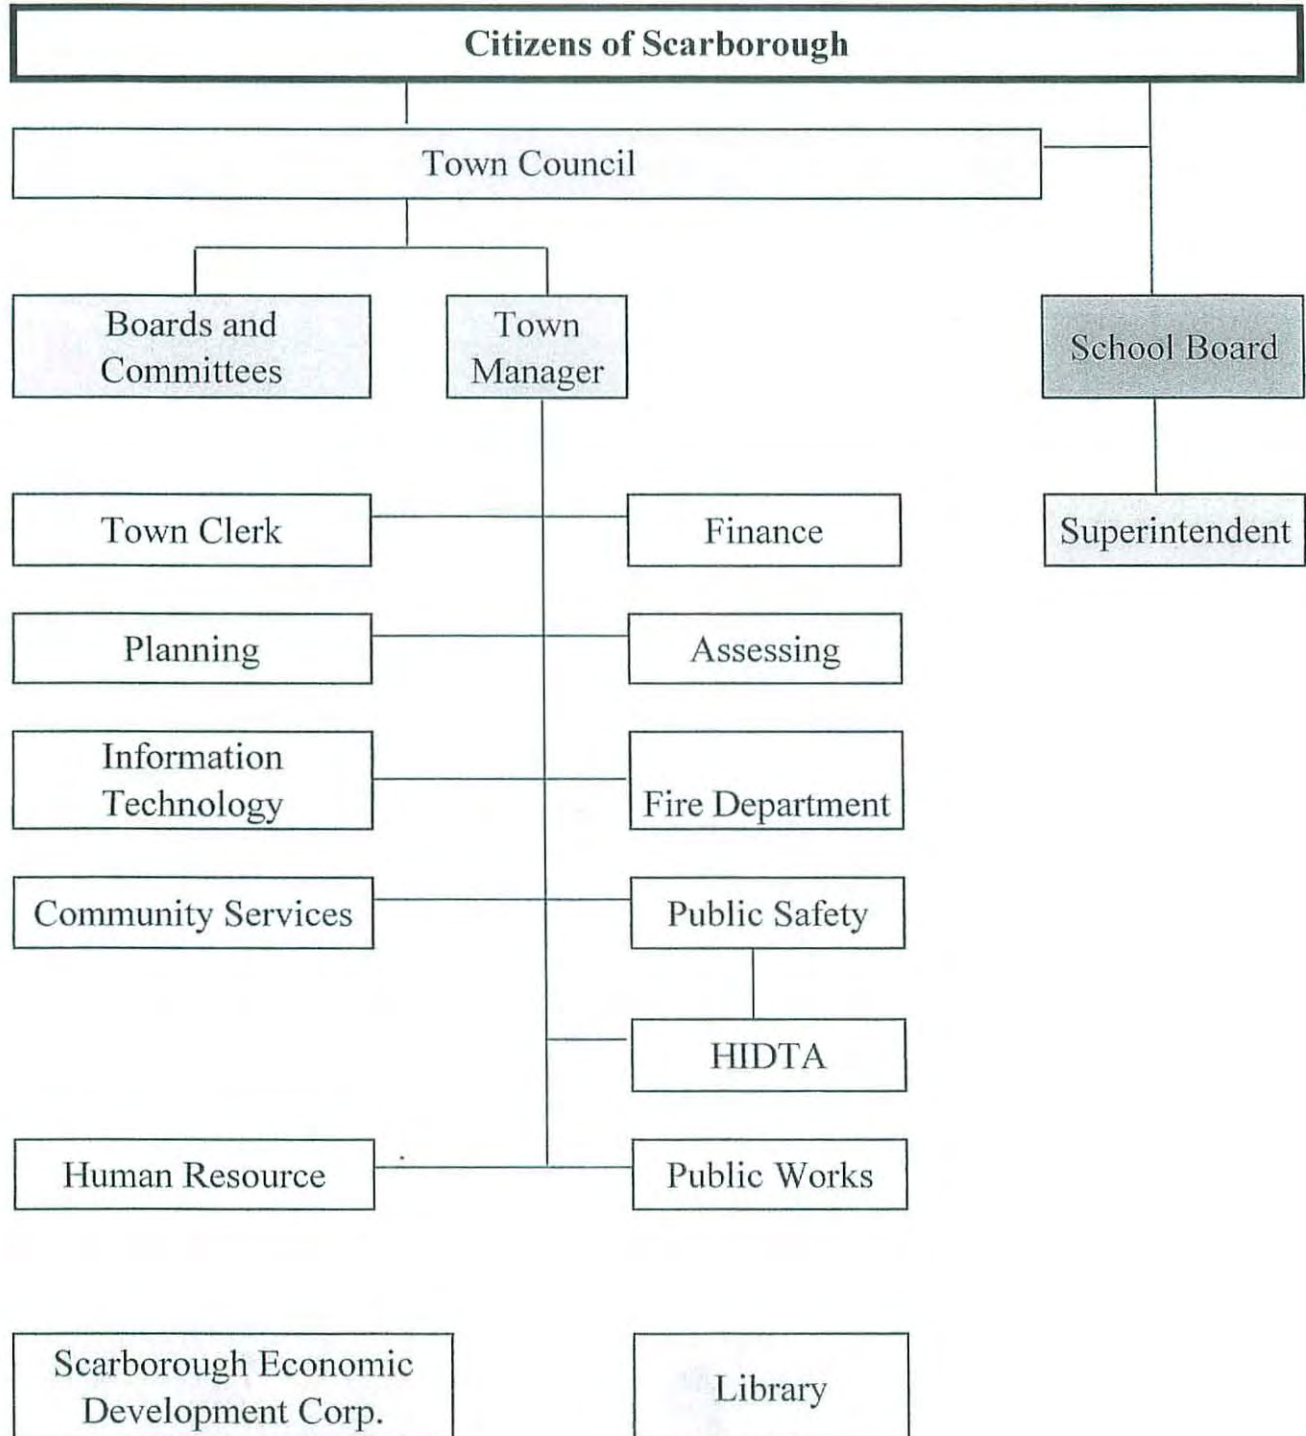 Citizens of Scarborough
Town Council
Boards and
Committees
Town
Manager
School Board
Town Clerk
Finance
Superintendent
Planning
Assessing
Information
Technology
Fire Department
Community Services
Public Safety
HIDTA
Human Resource
Public Works
Scarborough Economic
Development Corp.
Library